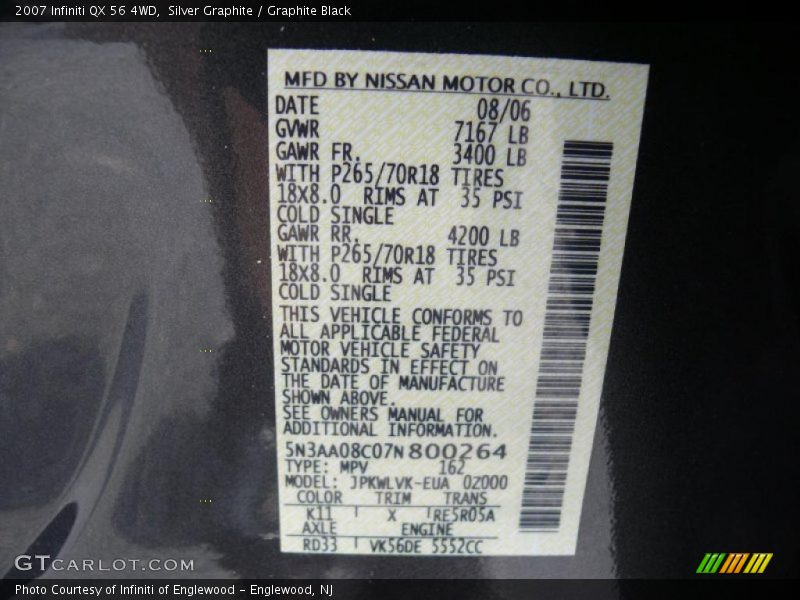 2007 Infiniti QX 56 4WD,  Silver Graphite / Graphite Black
MFD BY NISSAN MOTOR CO., LTD.
DATE 08/06
GVWR 7167 LB
GAWR FR. 3400 LB
WITH P265/70R18 TIRES
18X8.0 RIMS AT 35 PSI
COLD SINGLE
GAWR RR. 4200 LB
WITH P265/70R18 TIRES
18X8.0 RIMS AT 35 PSI
COLD SINGLE
THIS VEHICLE CONFORMS TO
ALL APPLICABLE FEDERAL
MOTOR VEHICLE SAFETY
STANDARDS IN EFFECT ON
THE DATE OF MANUFACTURE
SHOWN ABOVE.
SEE OWNERS MANUAL FOR
ADDITIONAL INFORMATION.
5N3AA08C07N800264
TYPE: MPV 162
MODEL: JPKWLVK-EUA 0Z000
COLOR TRIM TRANS
K11 X RE5R05A
AXLE ENGINE
RD33 VK56DE 5552CC
GTCARLOT.COM
Photo Courtesy of Infiniti of Englewood - Englewood, NJ